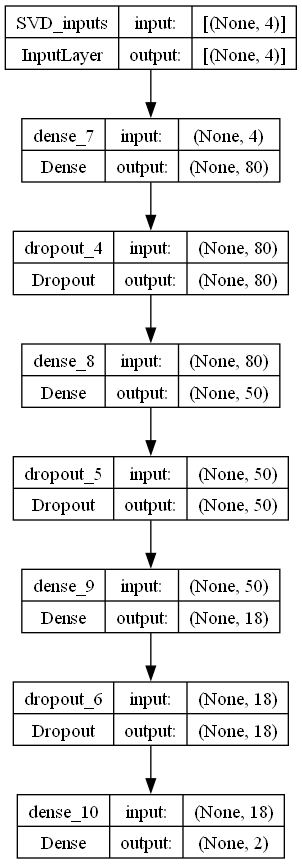 SVD_inputs input: [(None, 4)]
InputLayer output: [(None, 4)]
dense_7 input: (None, 4)
Dense output: (None, 80)
dropout_4 input: (None, 80)
Dropout output: (None, 80)
dense_8 input: (None, 80)
Dense output: (None, 50)
dropout_5 input: (None, 50)
Dropout output: (None, 50)
dense_9 input: (None, 50)
Dense output: (None, 18)
dropout_6 input: (None, 18)
Dropout output: (None, 18)
dense_10 input: (None, 18)
Dense output: (None, 2)